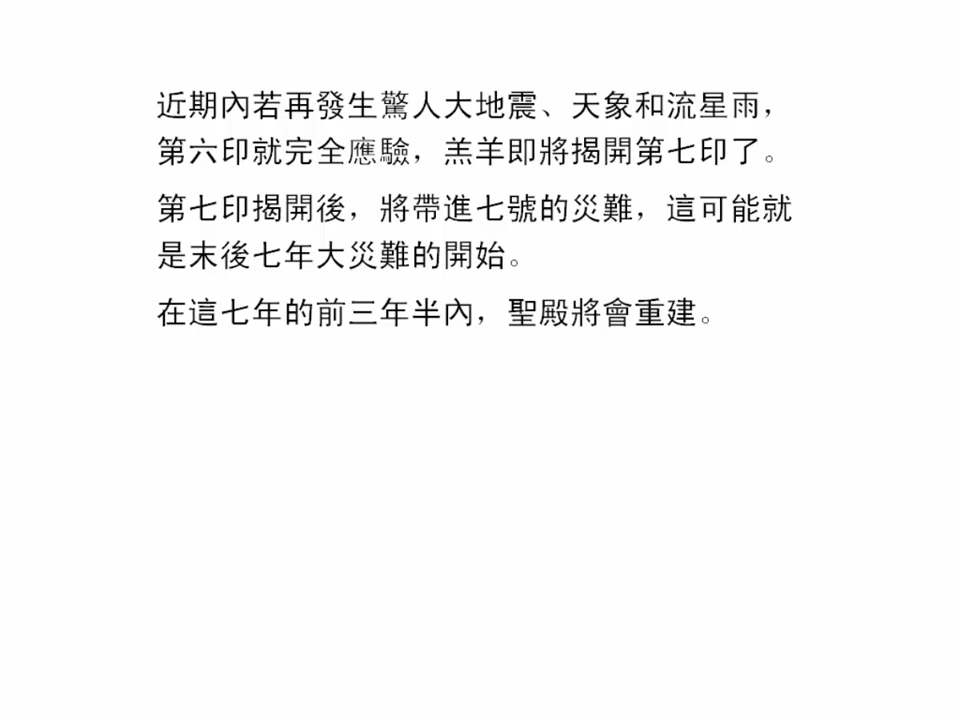 近期內若再發生驚人大地震、天象和流星雨，
第六印就完全應驗，羔羊即將揭開第七印了。
第七印揭開後，將帶進七號的災難，這可能就
是末後七年大災難的開始。
在這七年的前三年半內，聖殿將會重建。